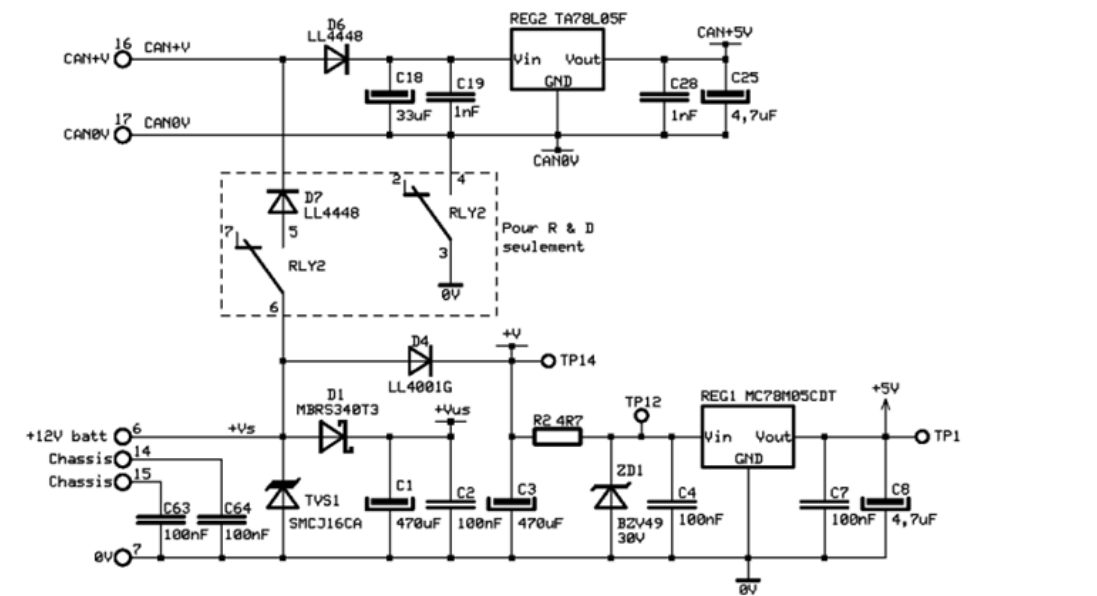 REG2 TA78L05F
D6
LL4448
CAN+5V
16
CAN+V
CAN+V
Vin
Vout
GND
C18
33uF
C19
1nF
C28
1nF
C25
4,7uF
17
CAN0V
CAN0V
CAN0V
2
4
D7
LL4448
RLY2
Pour R & D
seulement
7
5
3
RLY2
0V
6
+V
D4
TP14
LL4001G
D1
MBRS340T3
+Vus
TP12
REG1 MC78M05CDT
+5V
R2 4R7
+12V batt
6
+Vs
Vin
Vout
TP1
Chassis
14
GND
Chassis
15
ZD1
TVS1
SMCJ16CA
C63
100nF
C64
100nF
C1
470uF
C2
100nF
C3
470uF
BZV49
30V
C4
100nF
C7
100nF
C8
4,7uF
0V
7
0V